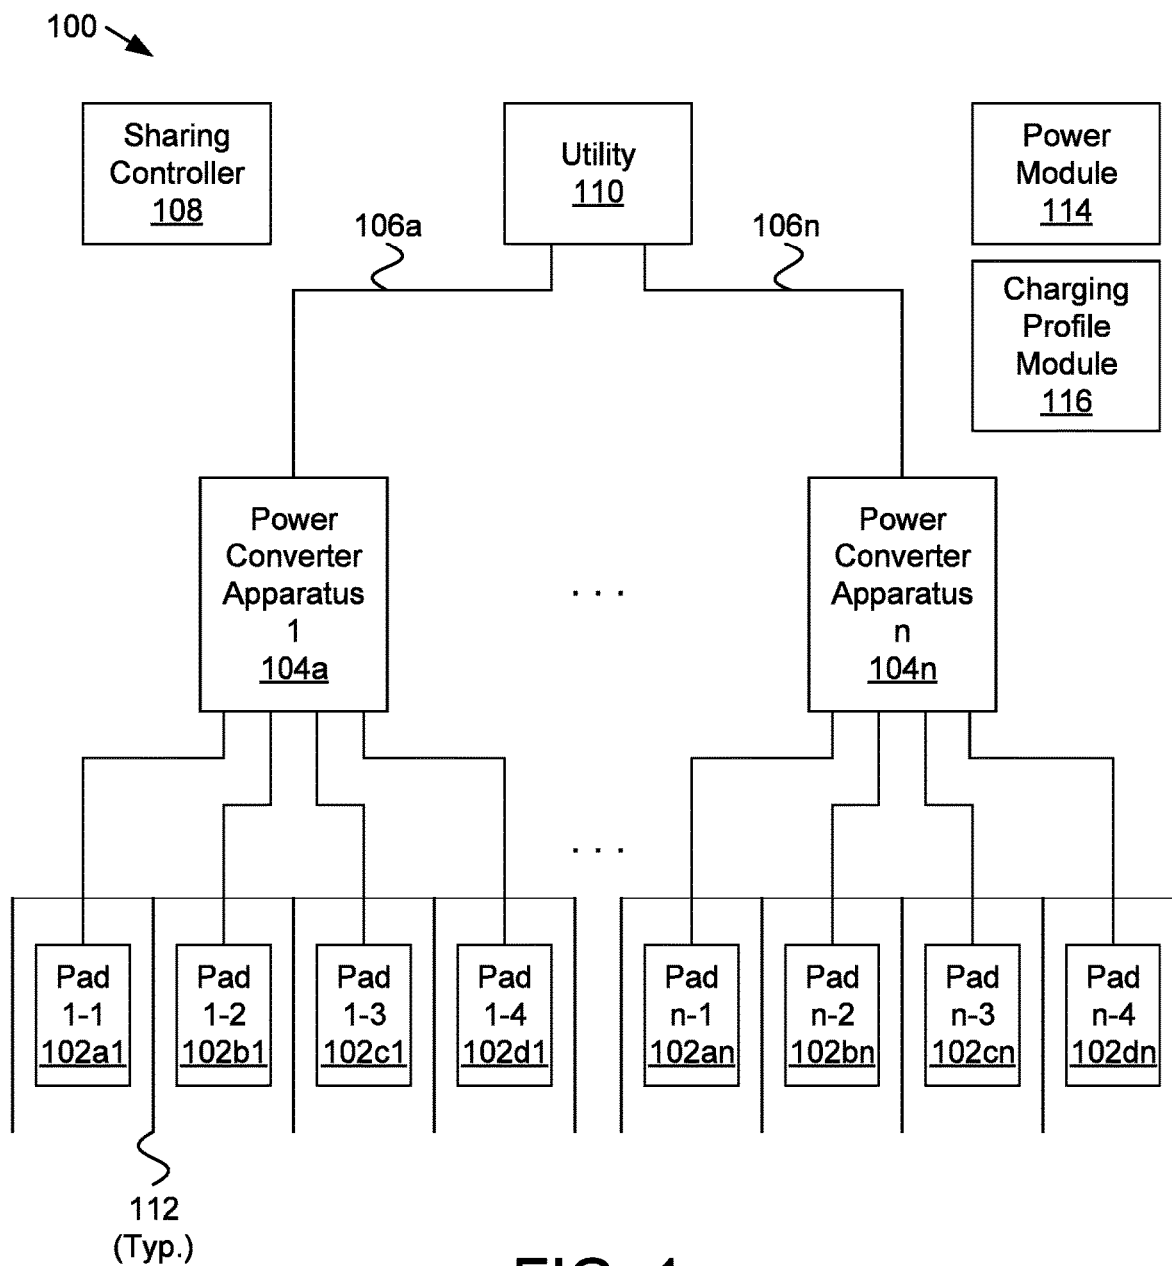 100
Sharing
Controller
108
Utility
110
Power
Module
114
106a
106n
Charging
Profile
Module
116
Power
Converter
Apparatus
1
104a
. . .
Power
Converter
Apparatus
n
104n
. . .
Pad
1-1
102a1
Pad
1-2
102b1
Pad
1-3
102c1
Pad
1-4
102d1
Pad
n-1
102an
Pad
n-2
102bn
Pad
n-3
102cn
Pad
n-4
102dn
112
(Typ.)
FIG. 1